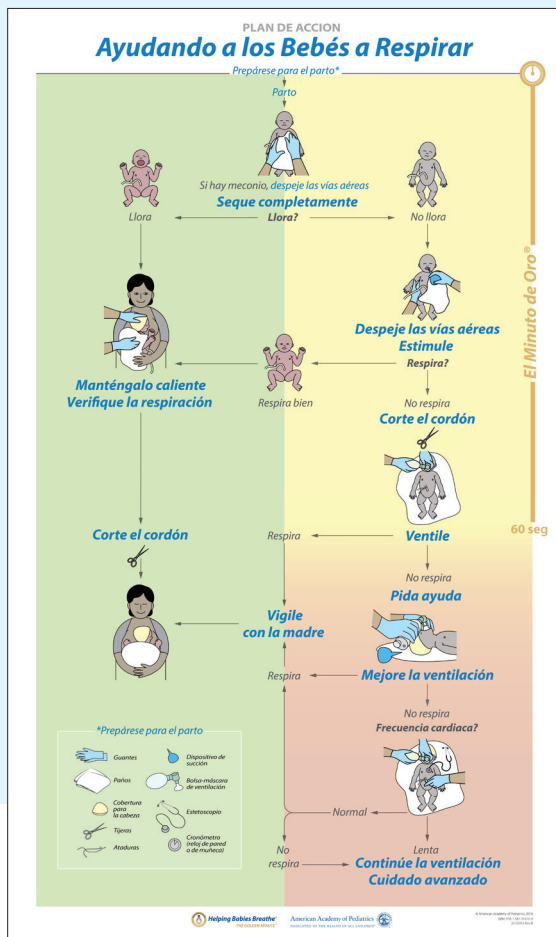 PLAN DE ACCION
Ayudando a los Bebés a Respirar
Prepárese para el parto*
Parto
Si hay meconio, despeje las vías aéreas
Seque completamente
Llora
Llora?
No llora
El Minuto de Oro®
Despeje las vías aéreas
Estimule
Respira?
Manténgalo caliente
Verifique la respiración
Respira bien
No respira
Corte el cordón
60 seg
Corte el cordón
Respira
Ventile
No respira
Pida ayuda
Vigile
con la madre
Respira
Mejore la ventilación
No respira
Frecuencia cardiaca?
*Prepárese para el parto
Guantes
Dispositivo de
succión
Paños
Bolsa-máscara
de ventilación
Cobertura
para
la cabeza
Estetoscopio
Tijeras
Cronómetro
(reloj de pared
o de muñeca)
Ataduras
Normal
Lenta
No
respira
Continúe la ventilación
Cuidado avanzado
Helping Babies Breathe®
THE GOLDEN MINUTE®
American Academy of Pediatrics
DEDICATED TO THE HEALTH OF ALL CHILDREN®